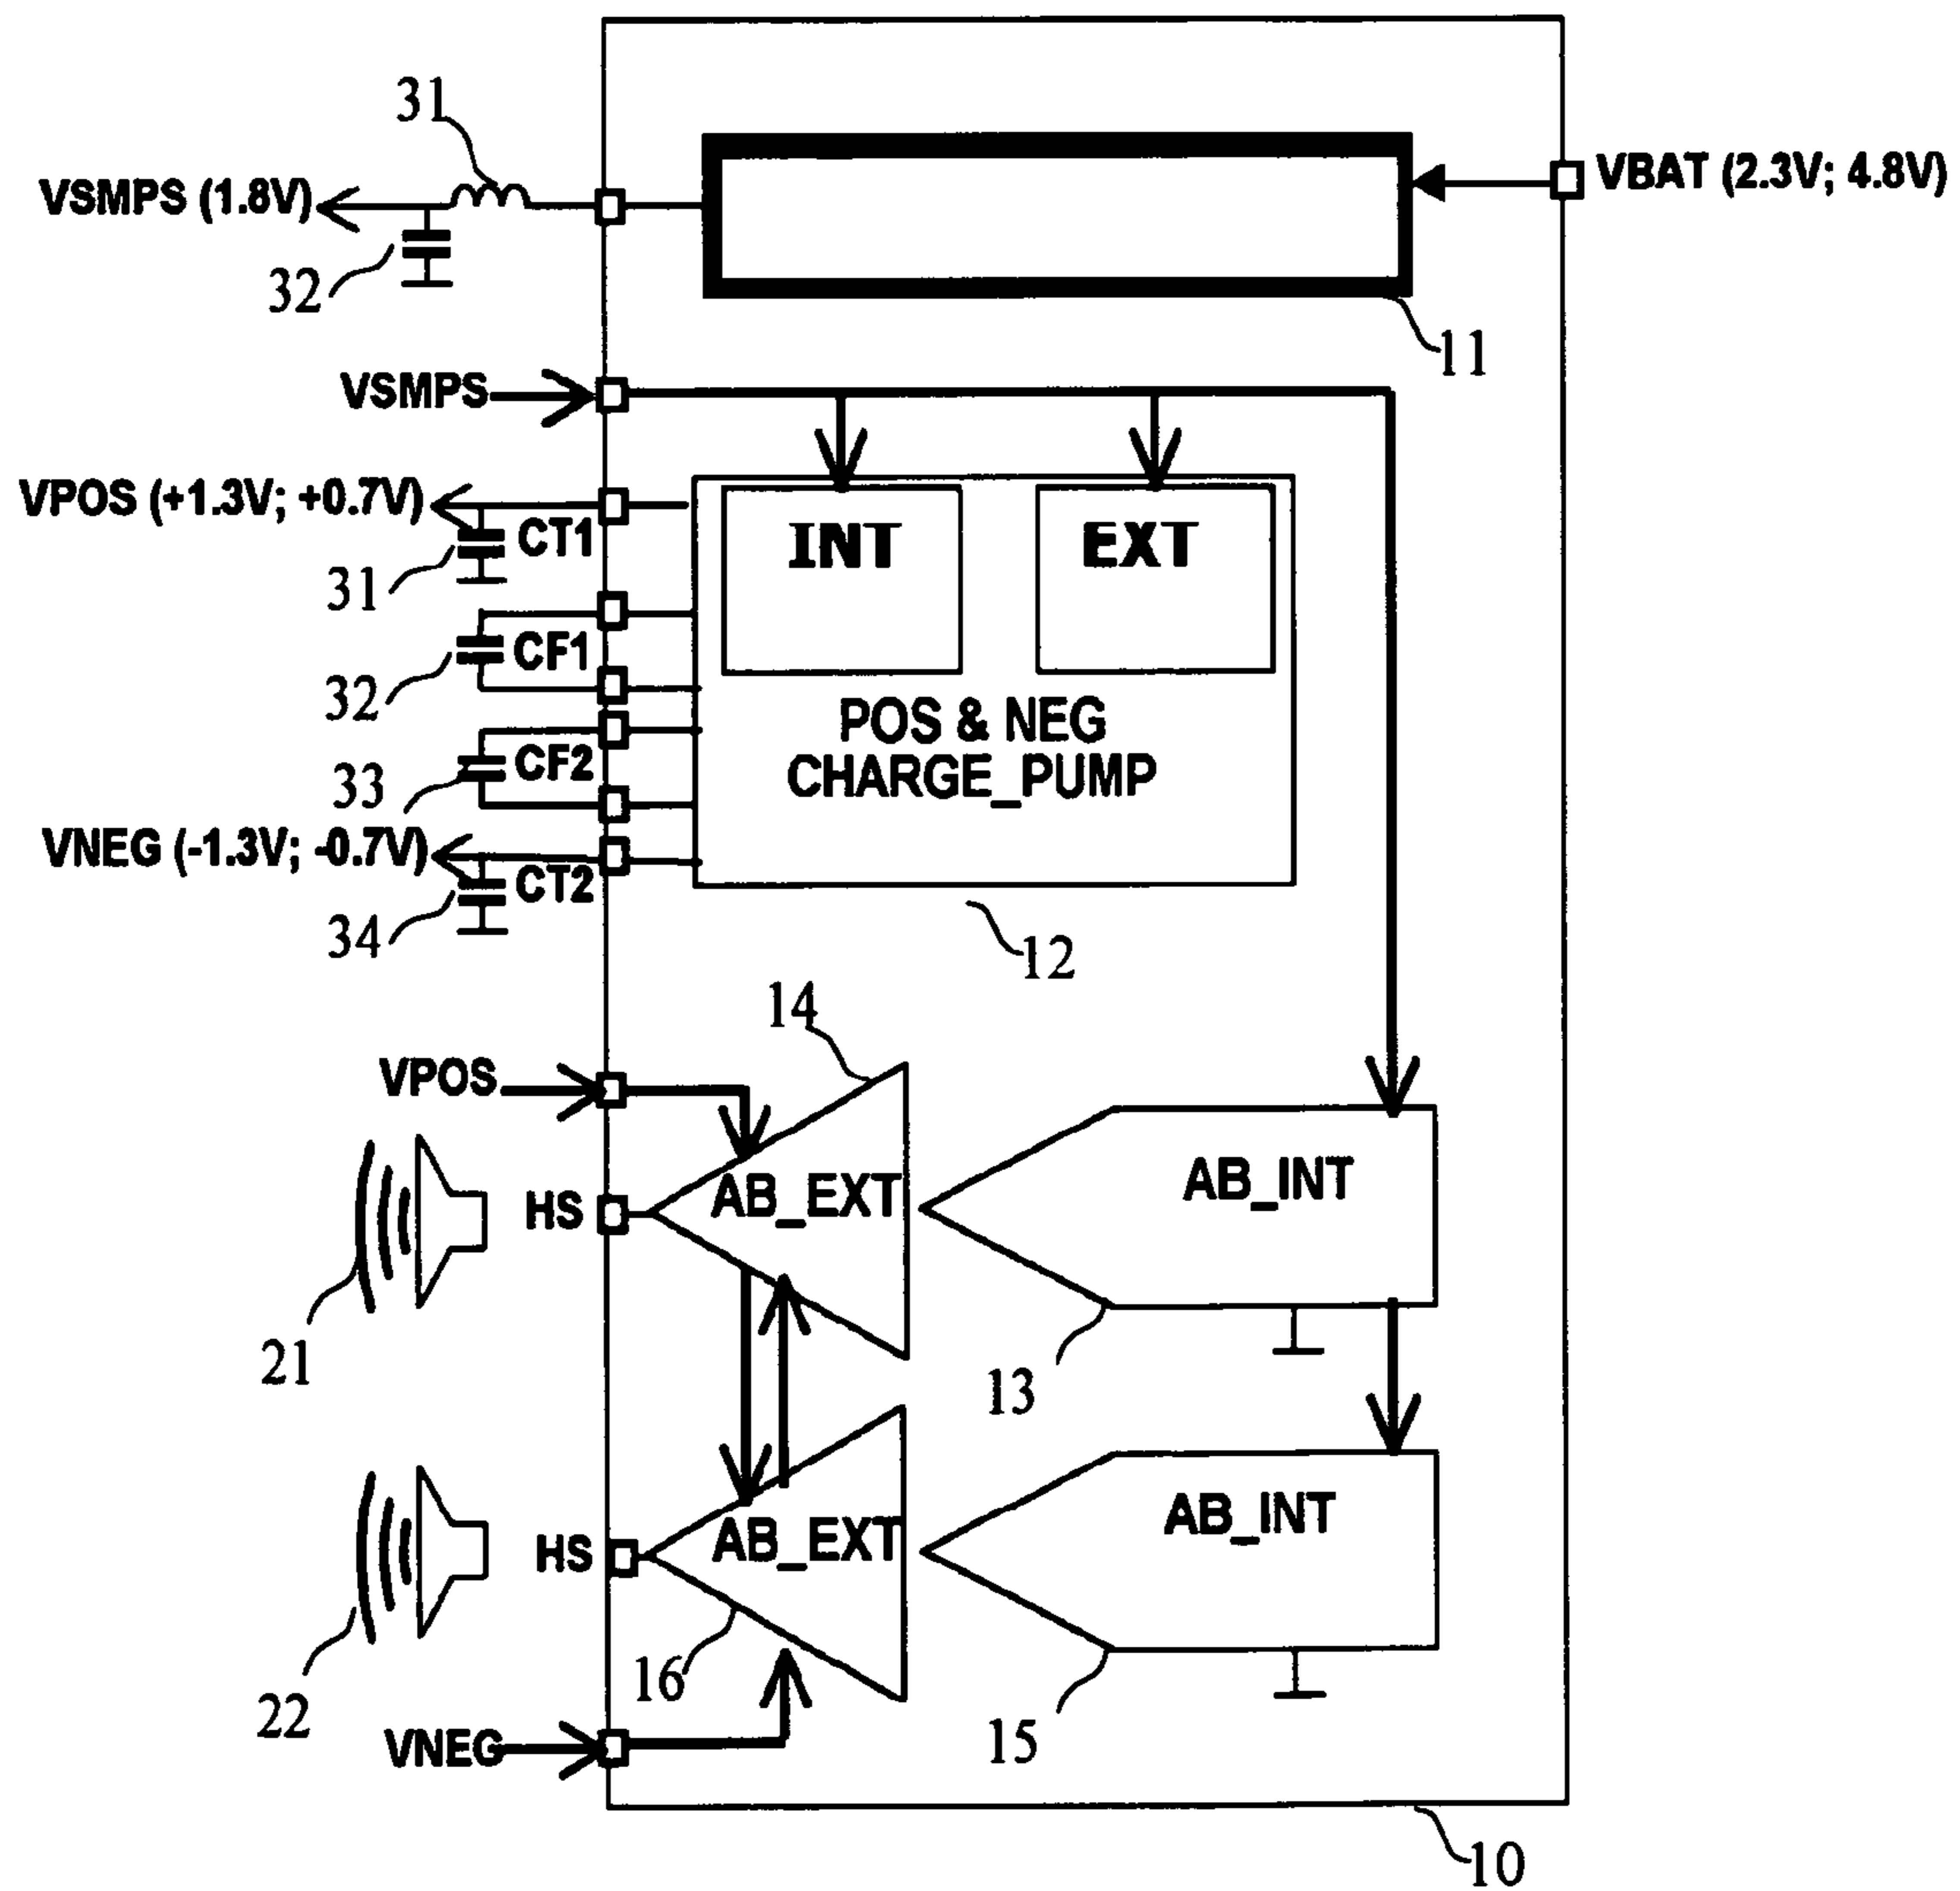 31
VSMPS (1.8V)
VBAT (2.3V; 4.8V)
32
11
VSMPS
VPOS (+1.3V; +0.7V)
CT1
INT
EXT
31
CF1
32
POS & NEG
CHARGE_PUMP
CF2
33
VNEG (-1.3V; -0.7V)
CT2
34
12
14
VPOS
AB_EXT
AB_INT
HS
21
13
AB_EXT
AB_INT
HS
16
22
15
VNEG
10